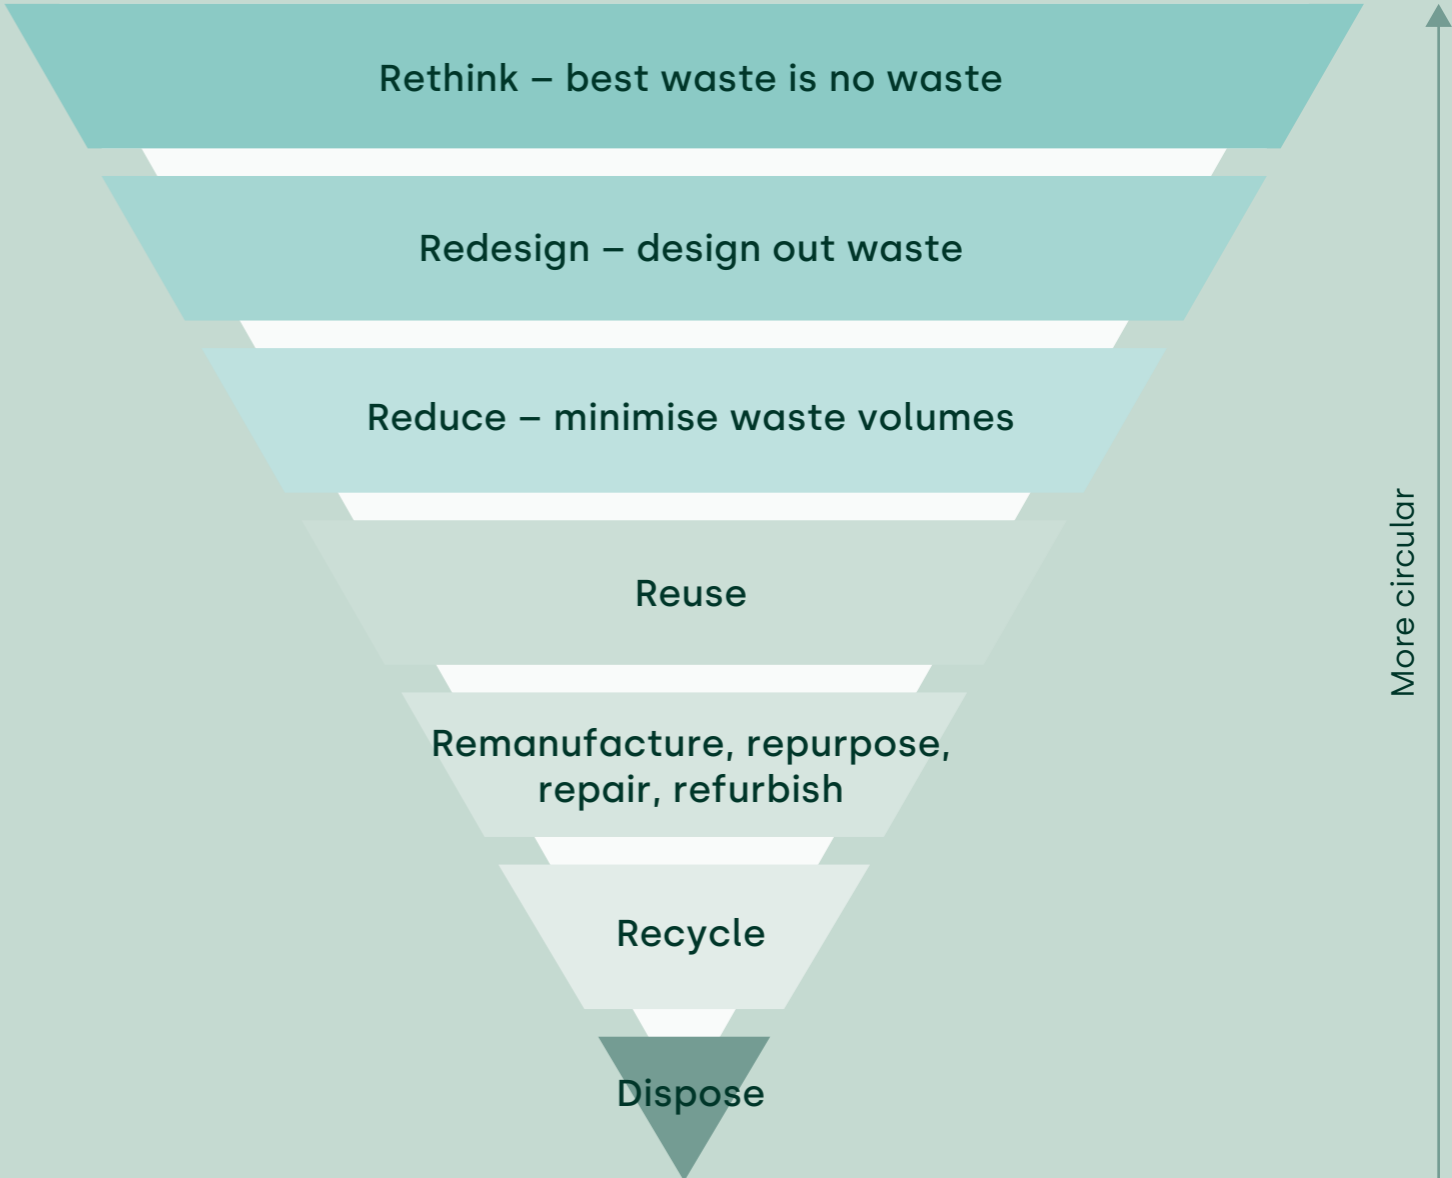 Rethink – best waste is no waste
Redesign – design out waste
Reduce – minimise waste volumes
Reuse
Remanufacture, repurpose,
repair, refurbish
Recycle
Dispose
More circular